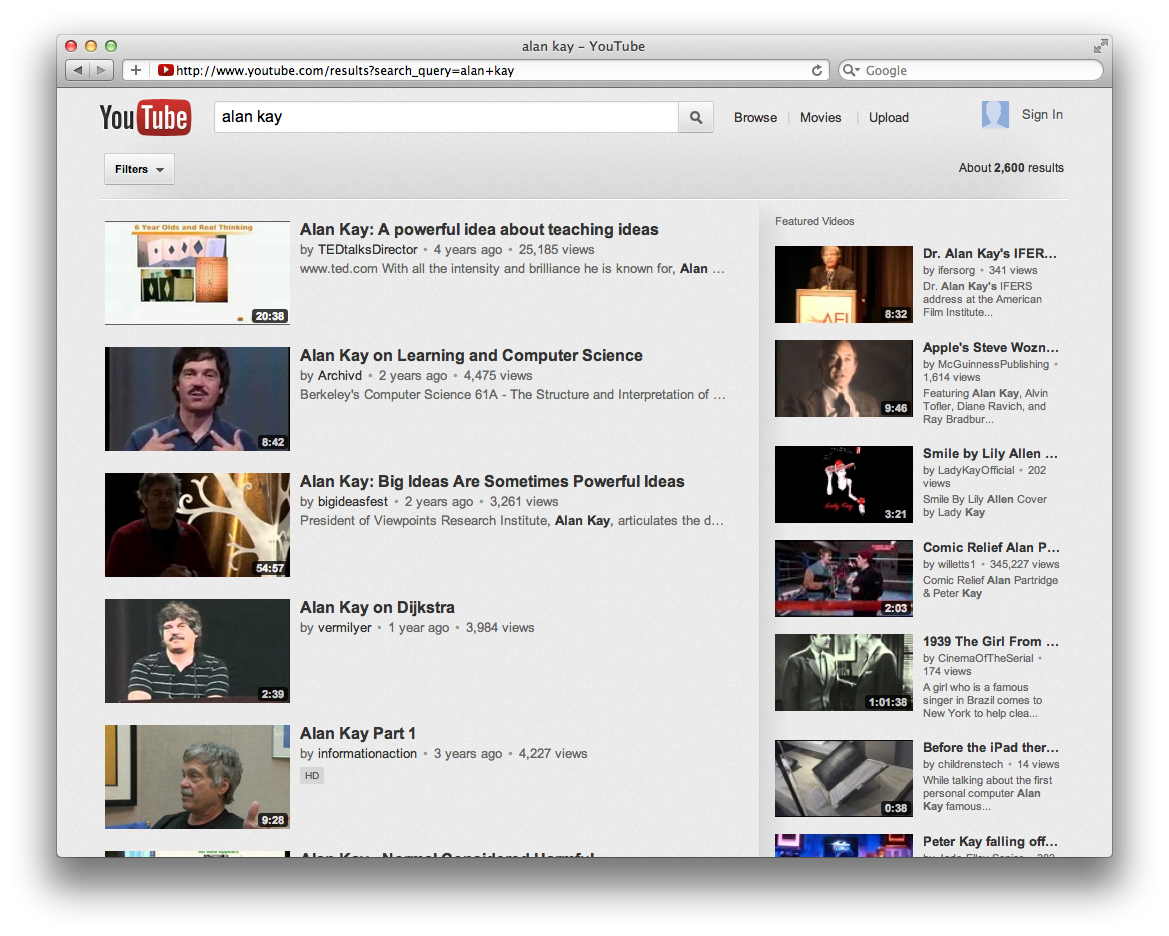 alan kay – YouTube
http://www.youtube.com/results?search_query=alan+kay
Google
YouTube
alan kay
Browse
Movies
Upload
Sign In
Filters
About 2,600 results
6 Year Olds and Real Thinking
20:38
Alan Kay: A powerful idea about teaching ideas
by TEDtalksDirector • 4 years ago • 25,185 views
www.ted.com With all the intensity and brilliance he is known for, Alan ...
8:42
Alan Kay on Learning and Computer Science
by Archivd • 2 years ago • 4,475 views
Berkeley's Computer Science 61A - The Structure and Interpretation of ...
54:57
Alan Kay: Big Ideas Are Sometimes Powerful Ideas
by bigideasfest • 2 years ago • 3,261 views
President of Viewpoints Research Institute, Alan Kay, articulates the d...
2:39
Alan Kay on Dijkstra
by vermilyer • 1 year ago • 3,984 views
9:28
Alan Kay Part 1
by informationaction • 3 years ago • 4,227 views
HD
Alan Kay - Normal Considered Harmful
Featured Videos
AFI
8:32
Dr. Alan Kay's IFER...
by ifersorg • 341 views
Dr. Alan Kay's IFERS
address at the American
Film Institute...
9:46
Apple's Steve Wozn...
by McGuinnessPublishing •
1,614 views
Featuring Alan Kay, Alvin
Tofler, Diane Ravich, and
Ray Bradbur...
Lady Kay
3:21
Smile by Lily Allen ...
by LadyKayOfficial • 202
views
Smile By Lily Allen Cover
by Lady Kay
2:03
Comic Relief Alan P...
by willetts1 • 345,227 views
Comic Relief Alan Partridge
& Peter Kay
1:01:38
1939 The Girl From ...
by CinemaOfTheSerial •
174 views
A girl who is a famous
singer in Brazil comes to
New York to help clea...
0:38
Before the iPad ther...
by childrenstech • 14 views
While talking about the first
personal computer Alan
Kay famous...
Peter Kay falling off...